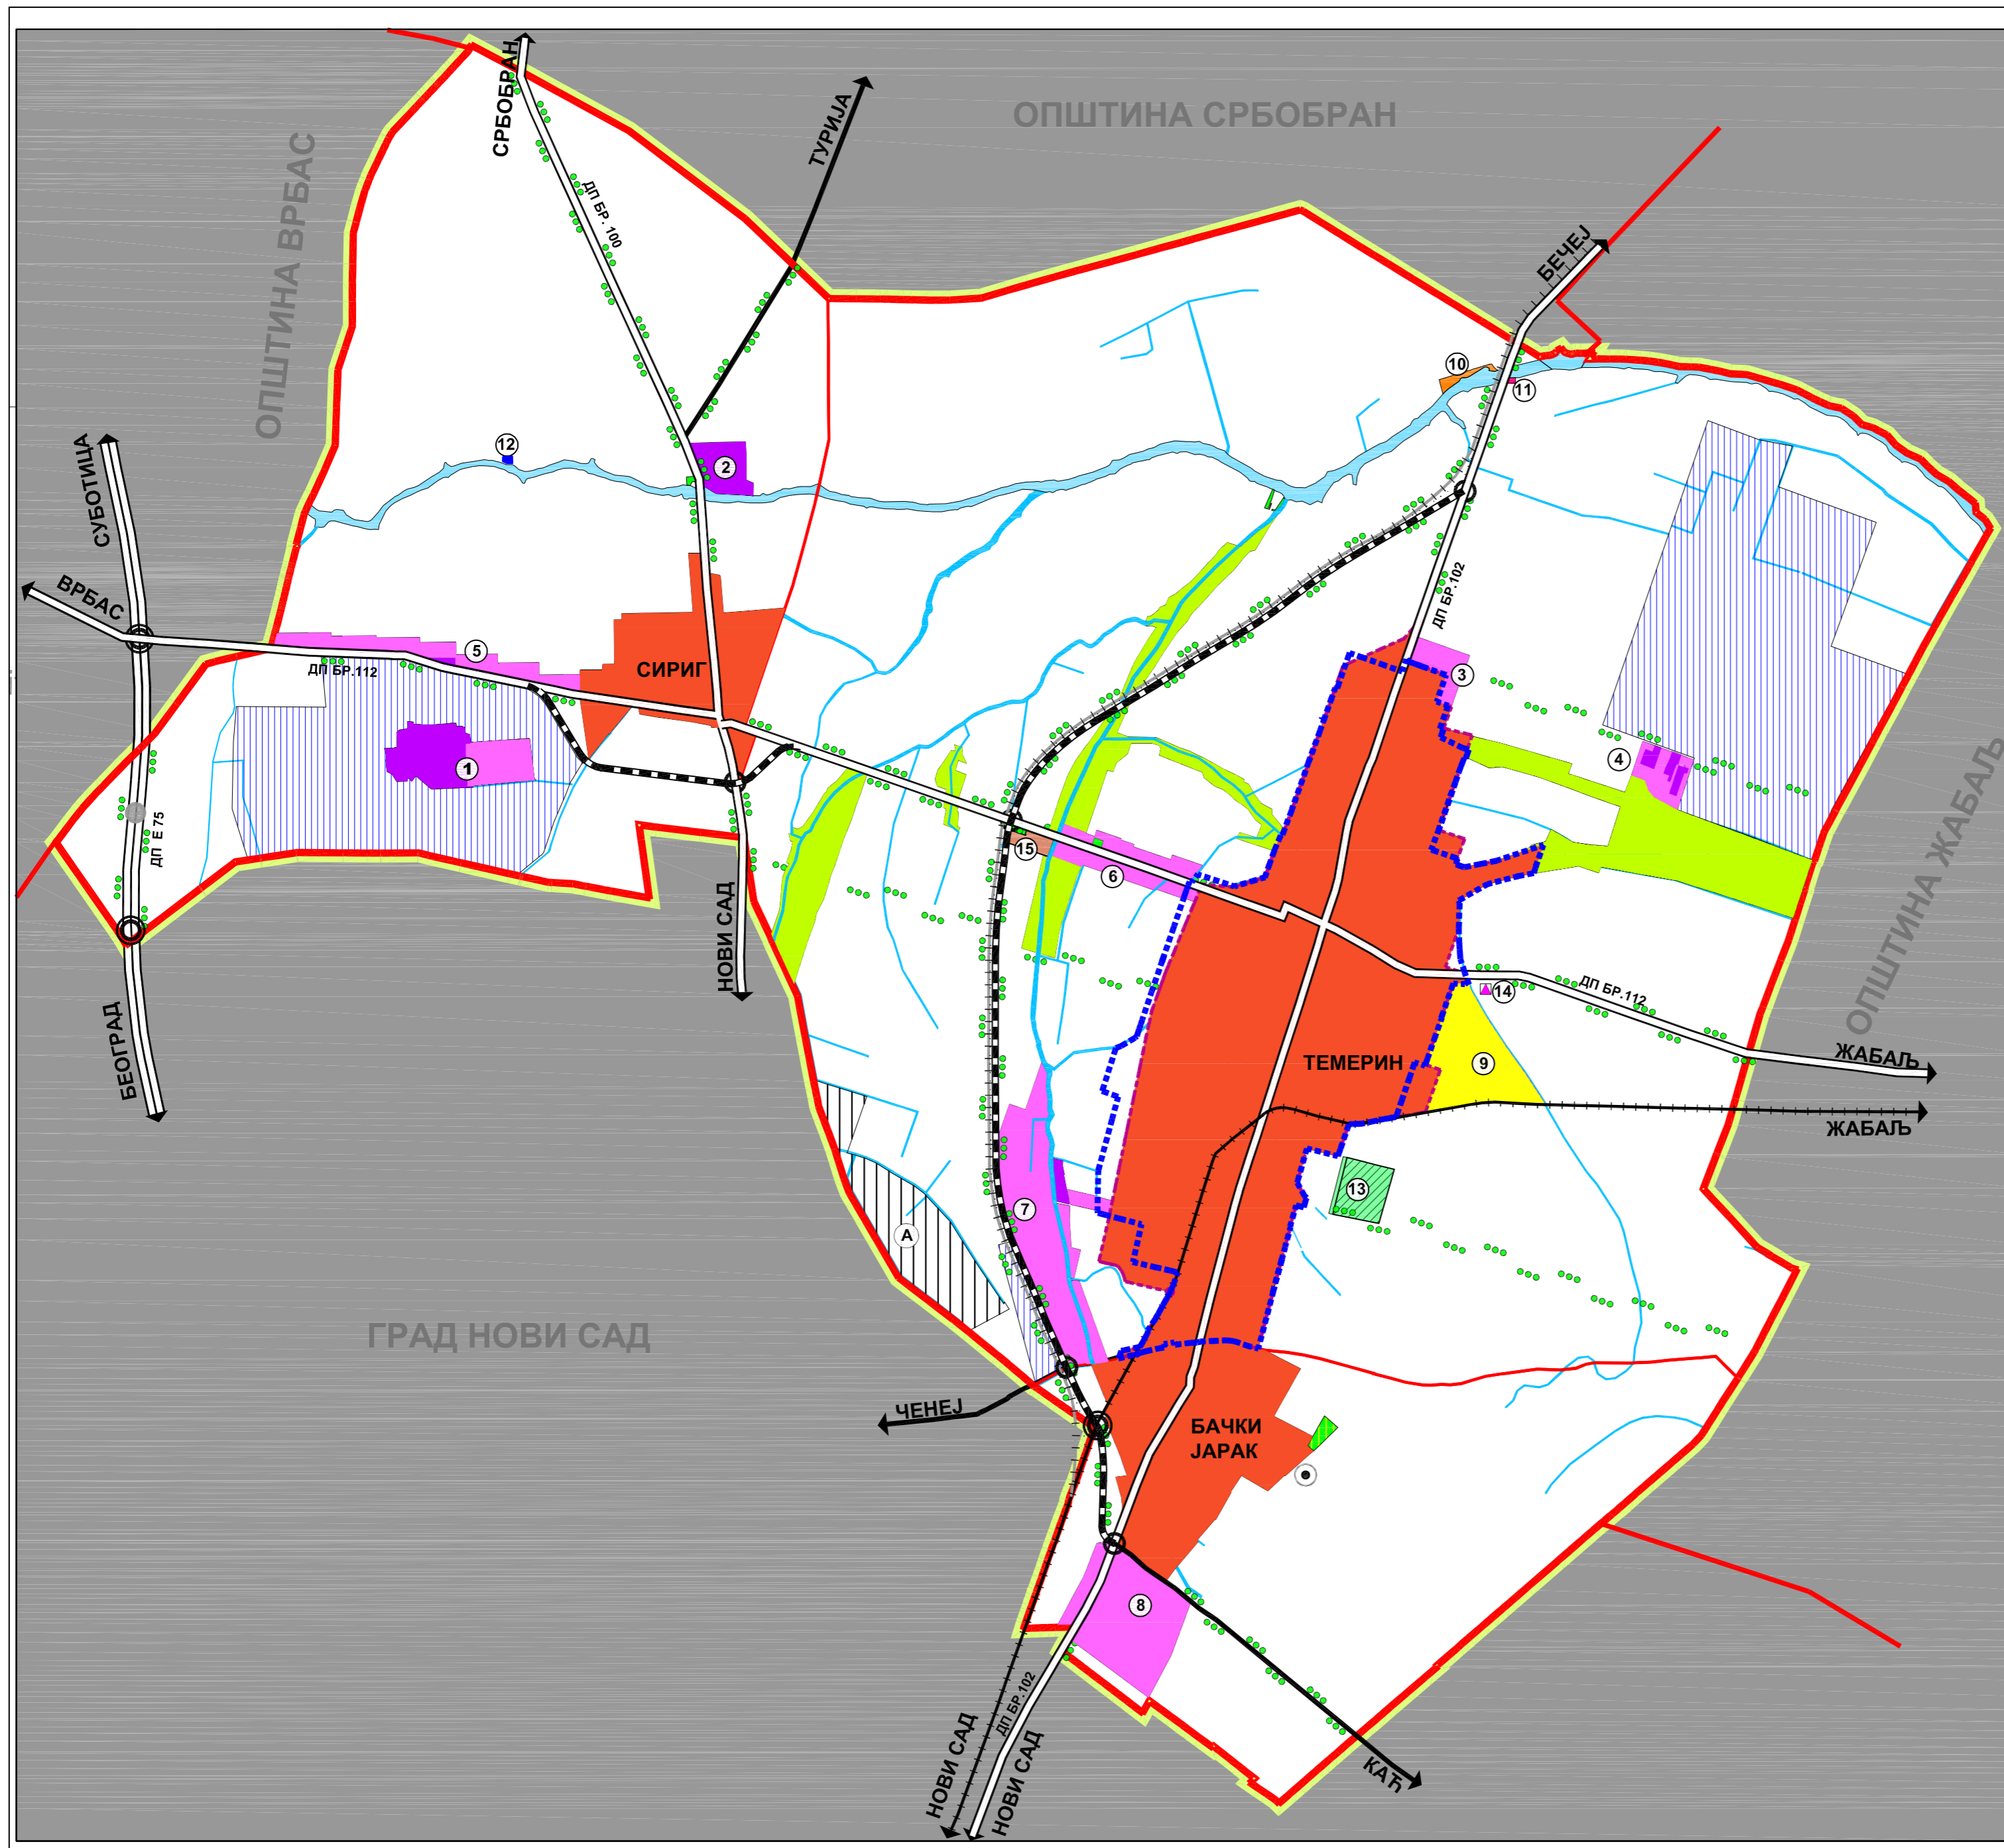 СРБОБРАН
ТУРИЈА
ОПШТИНА СРБОБРАН
ОПШТИНА ВРБАС
ДП БР. 100
БЕЧЕЈ
10
11
12
2
СУБОТИЦА
ВРБАС
ДП БР.102
5
СИРИГ
ДП БР.112
3
4
1
ОПШТИНА ЖАБАЉ
ДП Е 75
15
6
НОВИ САД
14
ДП БР.112
БЕОГРАД
ТЕМЕРИН
9
ЖАБАЉ
ЖАБАЉ
13
7
А
ГРАД НОВИ САД
ЧЕНЕЈ
БАЧКИ
ЈАРАК
8
ДП БР.102
НОВИ САД
НОВИ САД
КАЋ